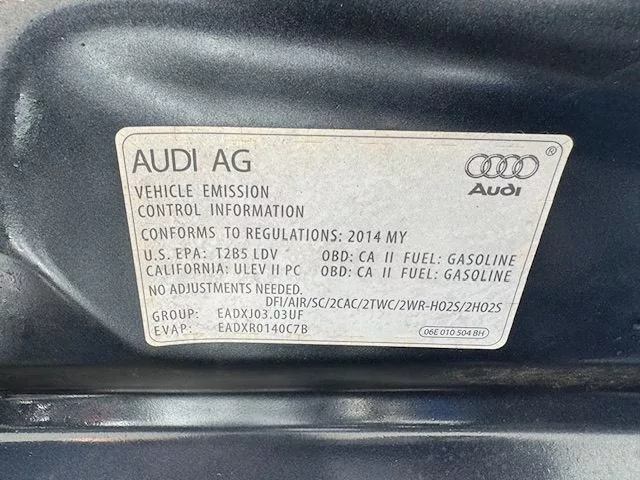 AUDI AG
®
Audi
VEHICLE EMISSION
CONTROL INFORMATION
CONFORMS TO REGULATIONS: 2014 MY
U.S. EPA: T2B5 LDV OBD: CA II FUEL: GASOLINE
CALIFORNIA: ULEV II PC OBD: CA II FUEL: GASOLINE
NO ADJUSTMENTS NEEDED.
DFI/AIR/SC/2CAC/2TWC/2WR-HO2S/2HO2S
GROUP: EADXJ03.03UF
EVAP: EADXR0140C7B
06E 010 504 BH